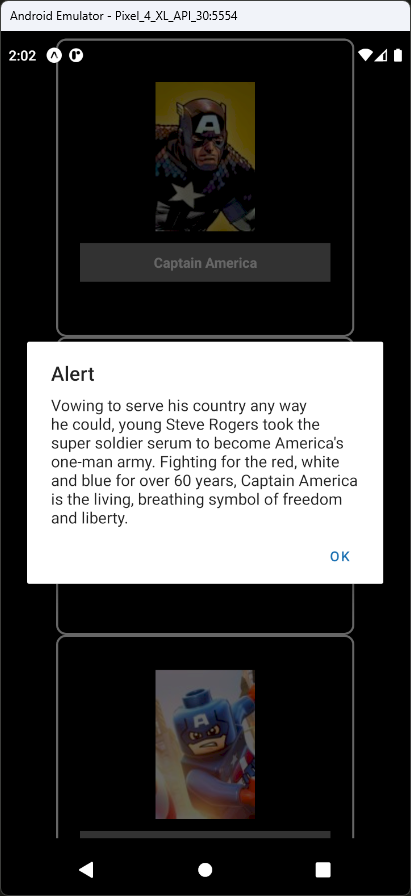 Android Emulator - Pixel_4_XL_API_30:5554
2:02
A
Captain America
Alert
Vowing to serve his country any way
he could, young Steve Rogers took the
super soldier serum to become America's
one-man army. Fighting for the red, white
and blue for over 60 years, Captain America
is the living, breathing symbol of freedom
and liberty.
OK
A